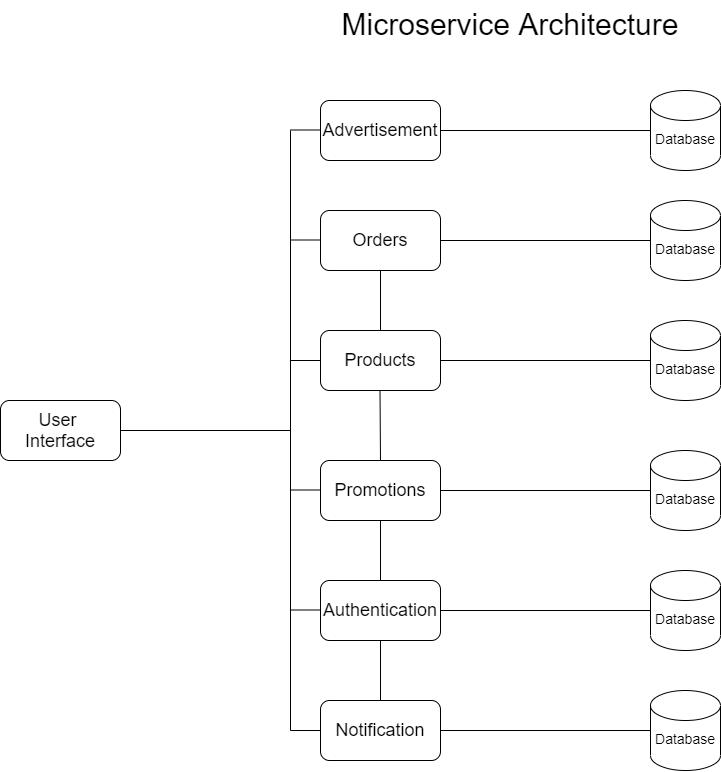 Microservice Architecture
Advertisement
Database
Orders
Database
Products
Database
User
Interface
Promotions
Database
Authentication
Database
Notification
Database